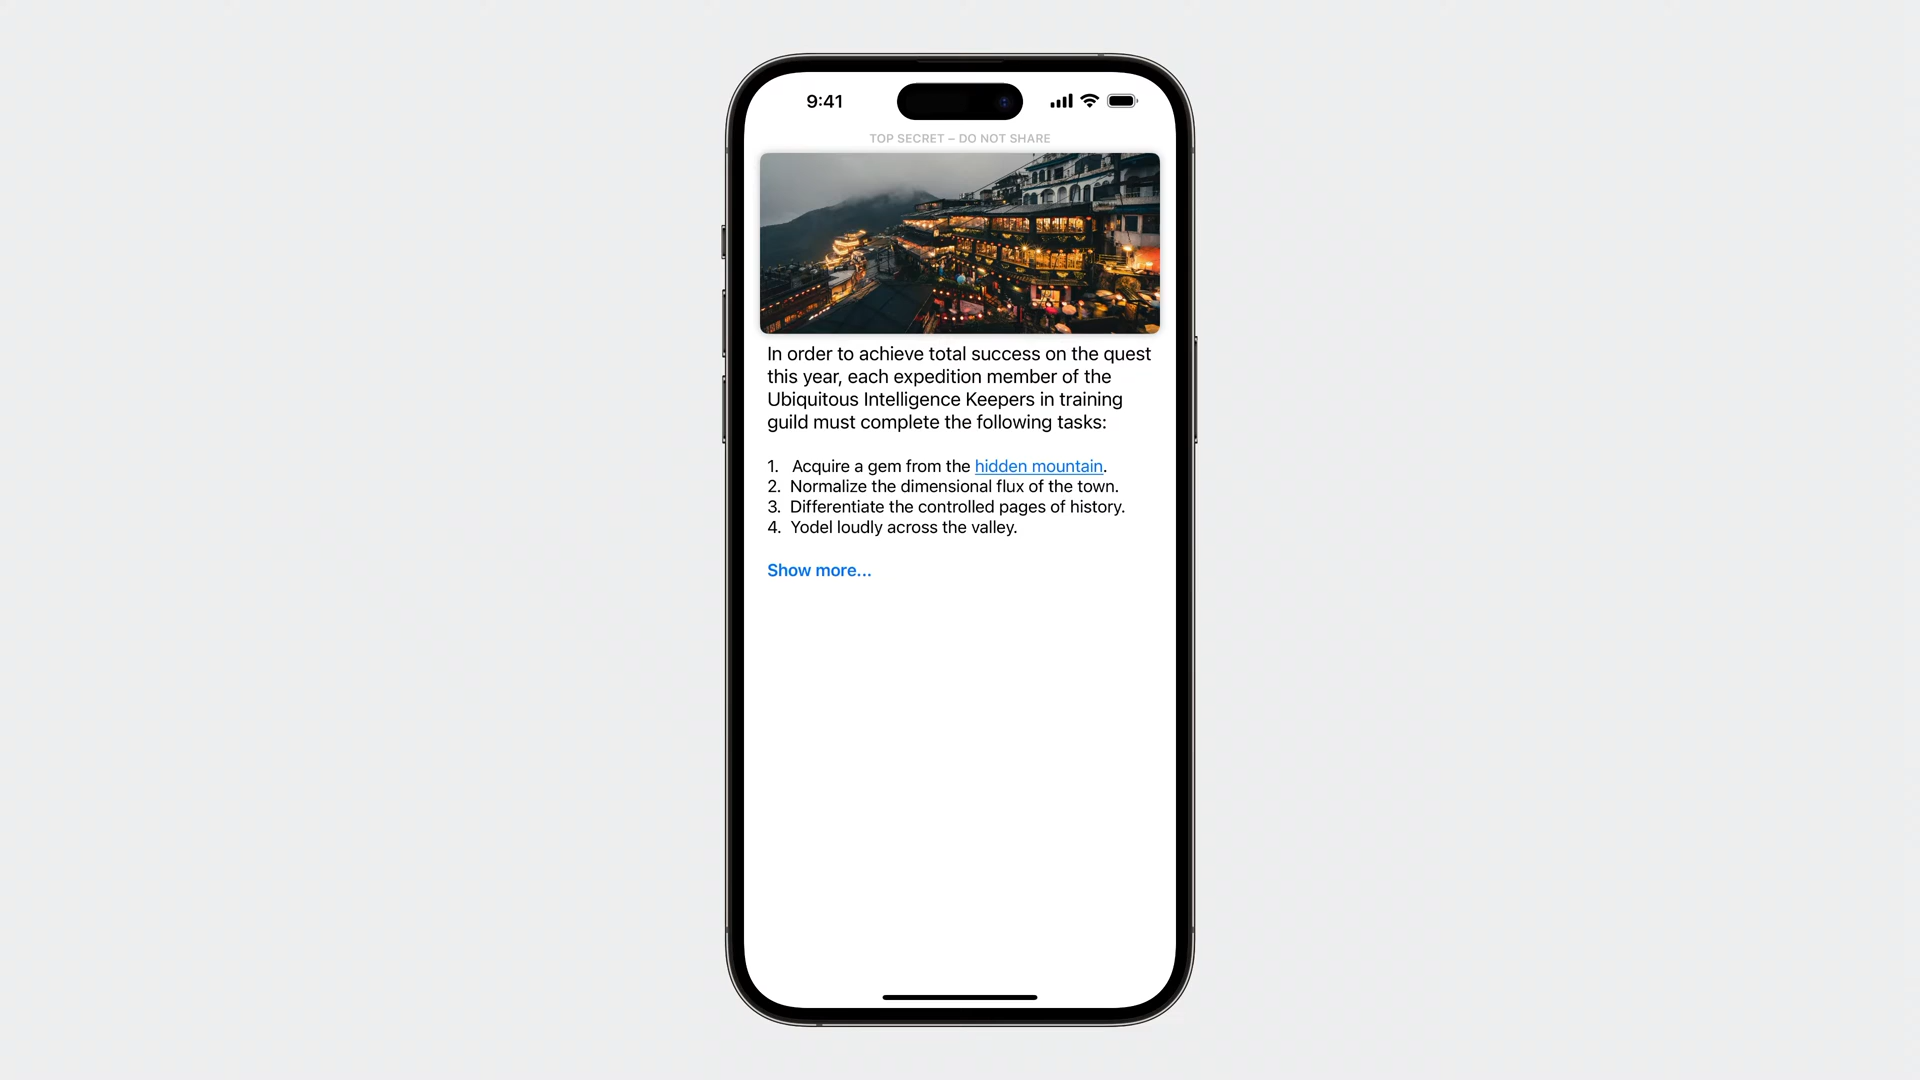 9:41
TOP SECRET – DO NOT SHARE
In order to achieve total success on the quest
this year, each expedition member of the
Ubiquitous Intelligence Keepers in training
guild must complete the following tasks:
1. Acquire a gem from the hidden mountain.
2. Normalize the dimensional flux of the town.
3. Differentiate the controlled pages of history.
4. Yodel loudly across the valley.
Show more...